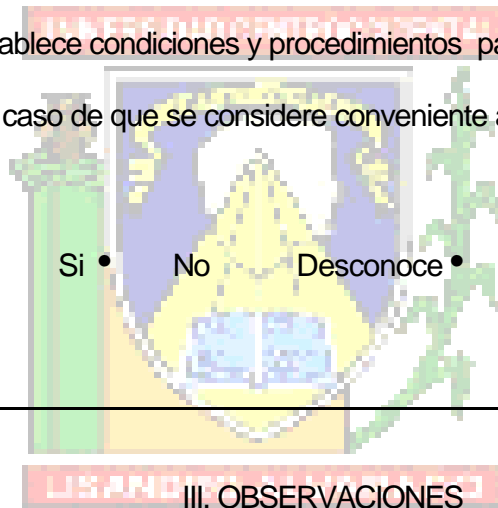 ablece condiciones y procedimientos pa
caso de que se considere conveniente a
Si • No Desconoce •
III. OBSERVACIONES